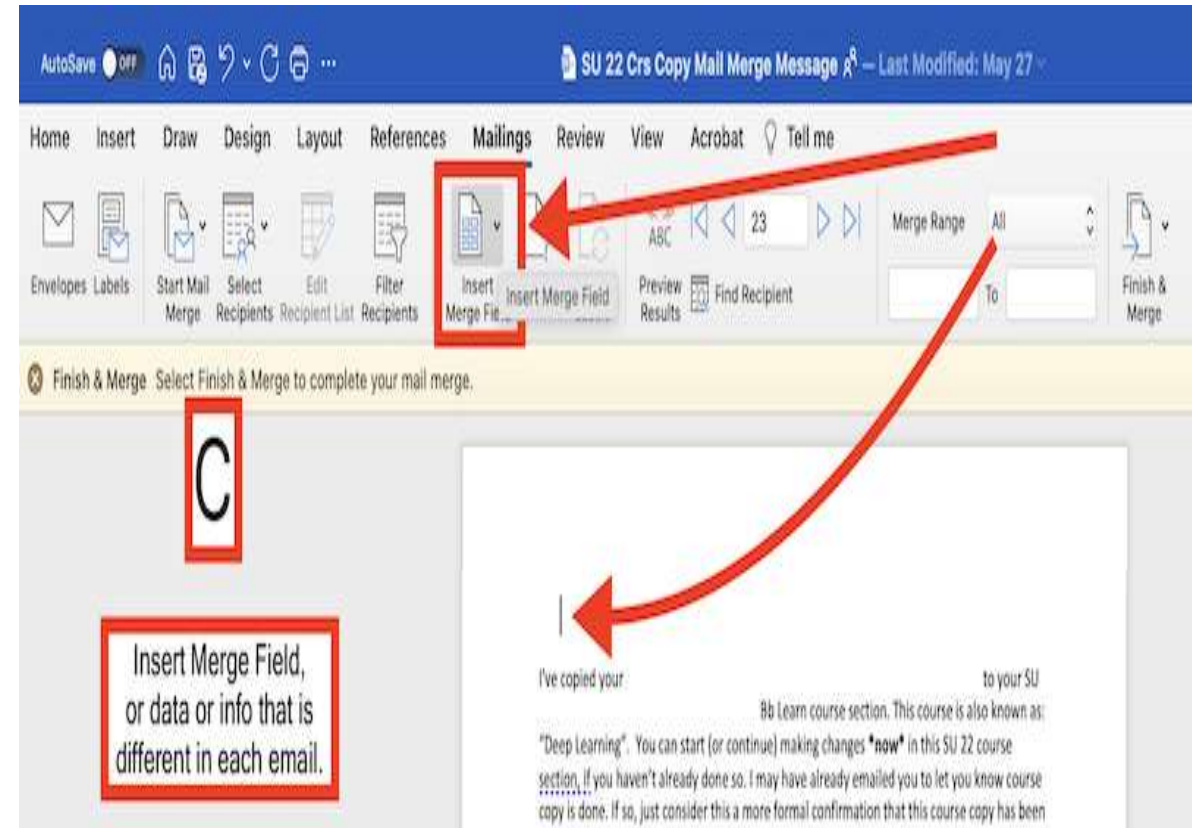 AutoSave OFF SU 22 Crs Copy Mail Merge Message — Last Modified: May 27
Home Insert Draw Design Layout References Mailings Review View Acrobat Tell me
ABC 23 Merge Range All
Envelopes Labels Start Mail Merge Select Recipients Edit Recipient List Filter Recipients Insert Merge Insert Merge Field Preview Results Find Recipient To Finish & Merge
Finish & Merge Select Finish & Merge to complete your mail merge.
C
Insert Merge Field,
or data or info that is
different in each email.
I've copied your to your SU
Bb Learn course section. This course is also known as:
"Deep Learning". You can start (or continue) making changes *now* in this SU 22 course
section, if you haven't already done so. I may have already emailed you to let you know course
copy is done. If so, just consider this a more formal confirmation that this course copy has been